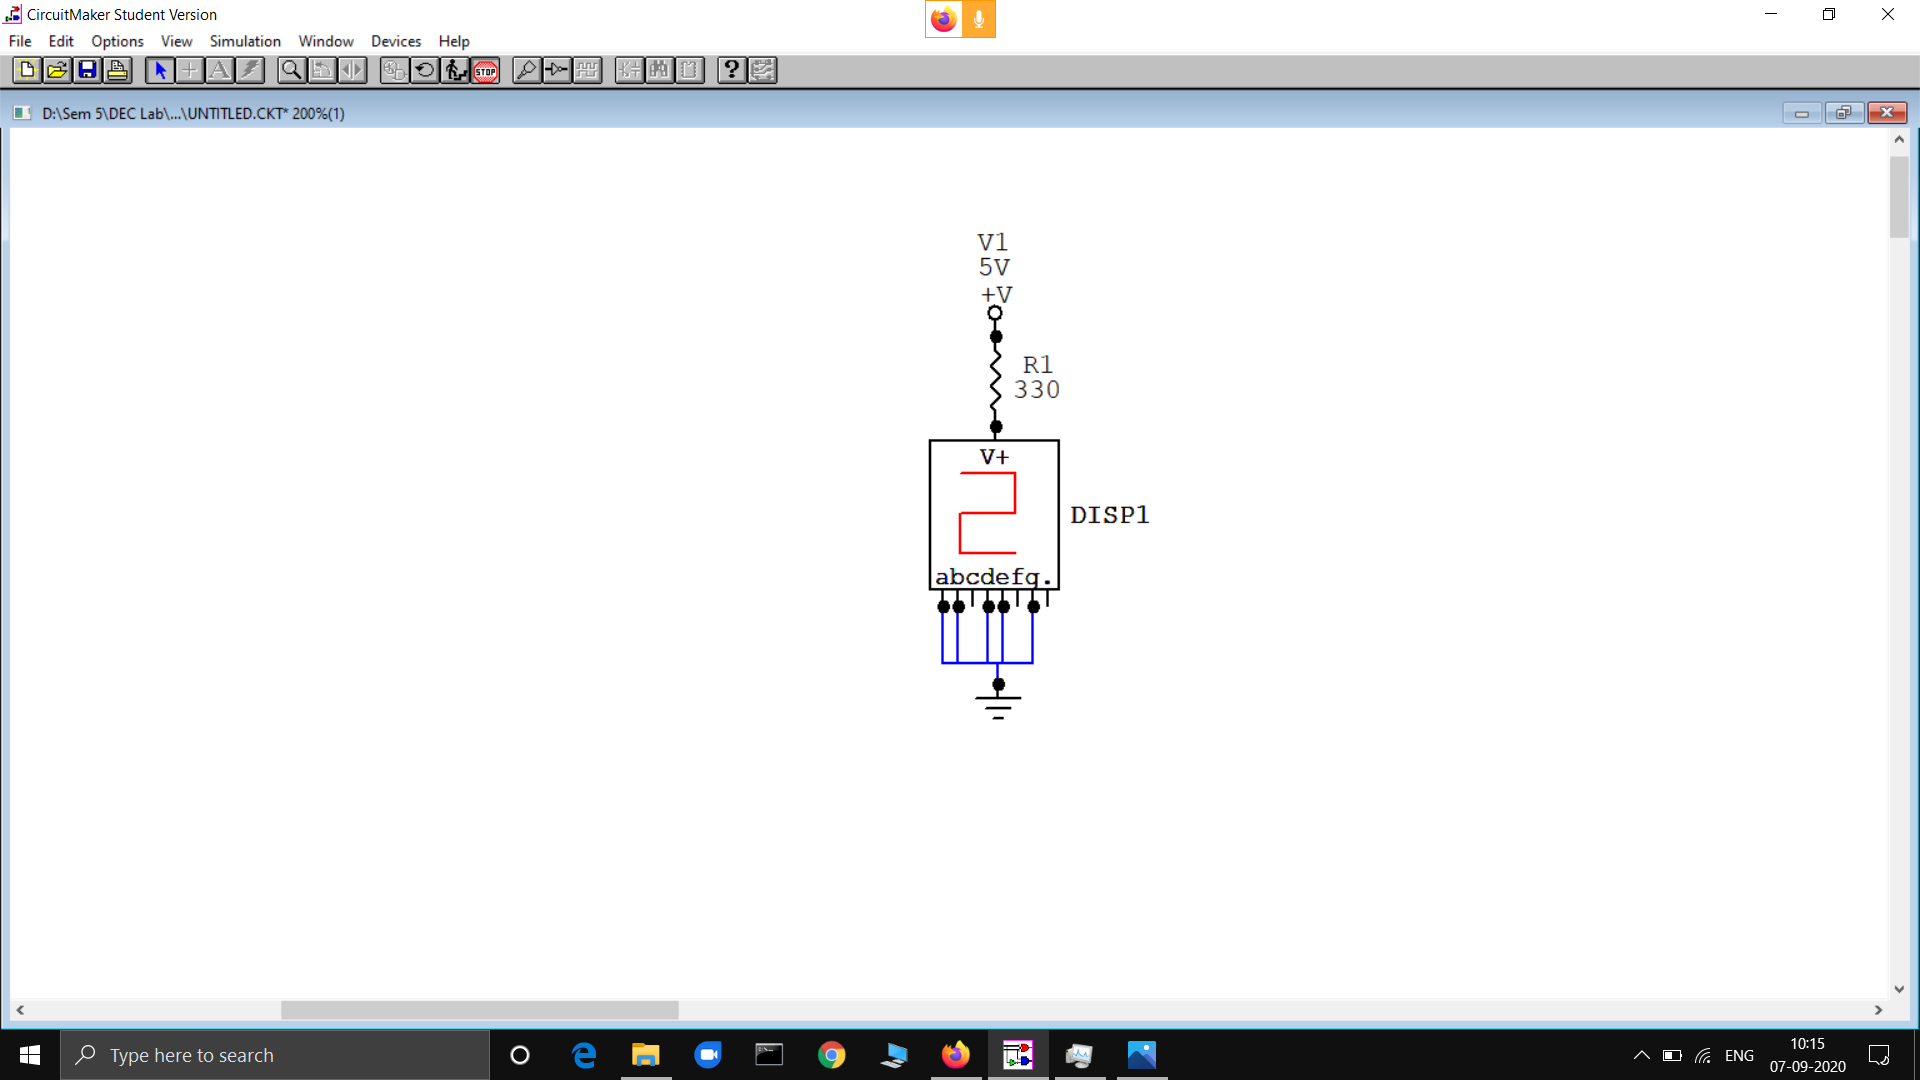 CircuitMaker Student Version
File Edit Options View Simulation Window Devices Help
A STOP ?
D:\Sem 5\DEC Lab\...\UNTITLED.CKT* 200%(1)
V1
5V
+V
R1
330
V+
DISP1
abcdefg.
Type here to search
ENG
10:15
07-09-2020